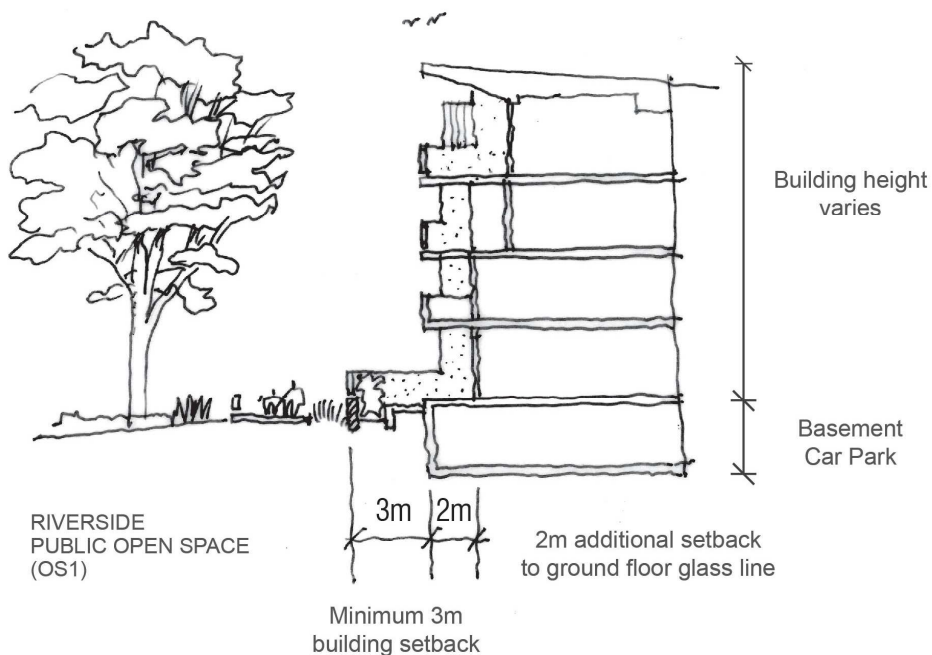 Building height
varies
Basement
Car Park
3m
2m
RIVERSIDE
PUBLIC OPEN SPACE
(OS1)
2m additional setback
to ground floor glass line
Minimum 3m
building setback